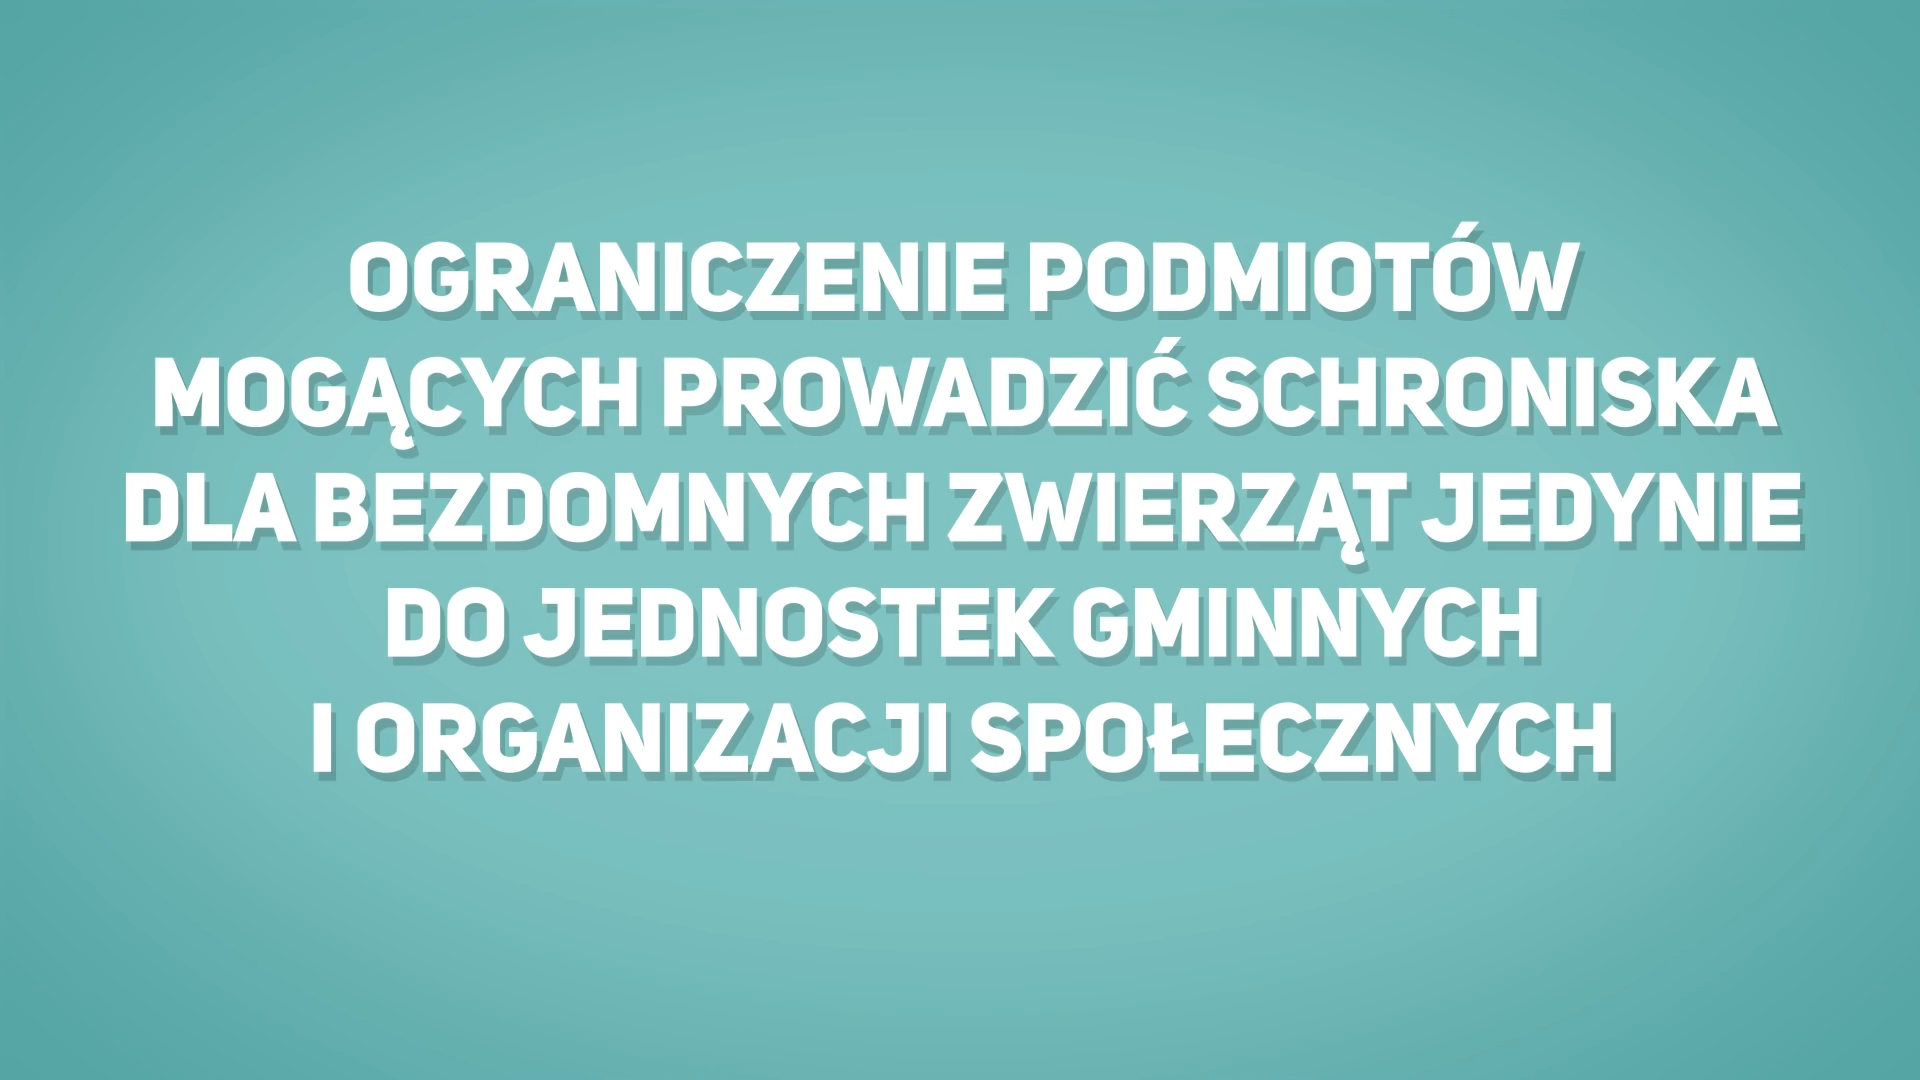 OGRANICZENIE PODMIOTÓW
MOGĄCYCH PROWADZIĆ SCHRONISKA
DLA BEZDOMNYCH ZWIERZĄT JEDYNIE
DO JEDNOSTEK GMINNYCH
I ORGANIZACJI SPOŁECZNYCH